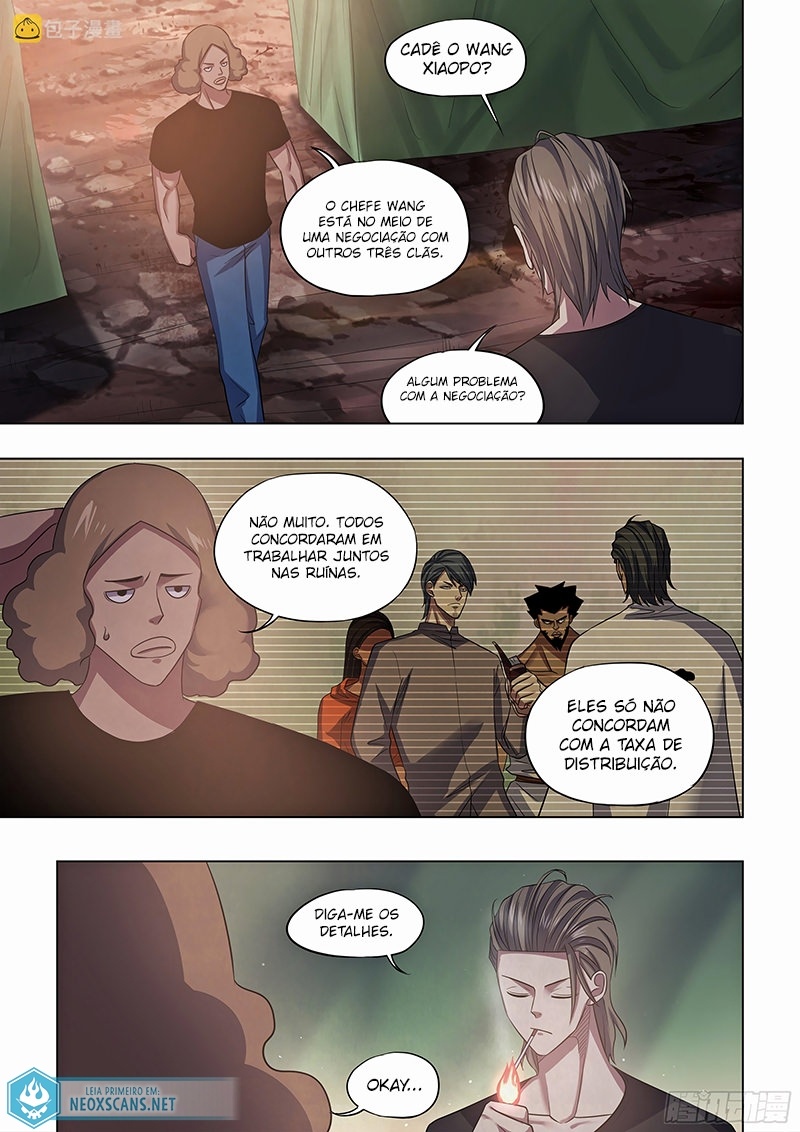 包子漫畫
CADÊ O WANG
XIAOPO?
O CHEFE WANG
ESTÁ NO MEIO DE
UMA NEGOCIAÇÃO COM
OUTROS TRÊS CLÃS.
ALGUM PROBLEMA
COM A NEGOCIAÇÃO?
NÃO MUITO. TODOS
CONCORDARAM EM
TRABALHAR JUNTOS
NAS RUÍNAS.
ELES SÓ NÃO
CONCORDAM
COM A TAXA DE
DISTRIBUIÇÃO.
DIGA-ME OS
DETALHES.
OKAY...
LEIA PRIMEIRO EM:
NEOXSCANS.NET
腾讯动漫